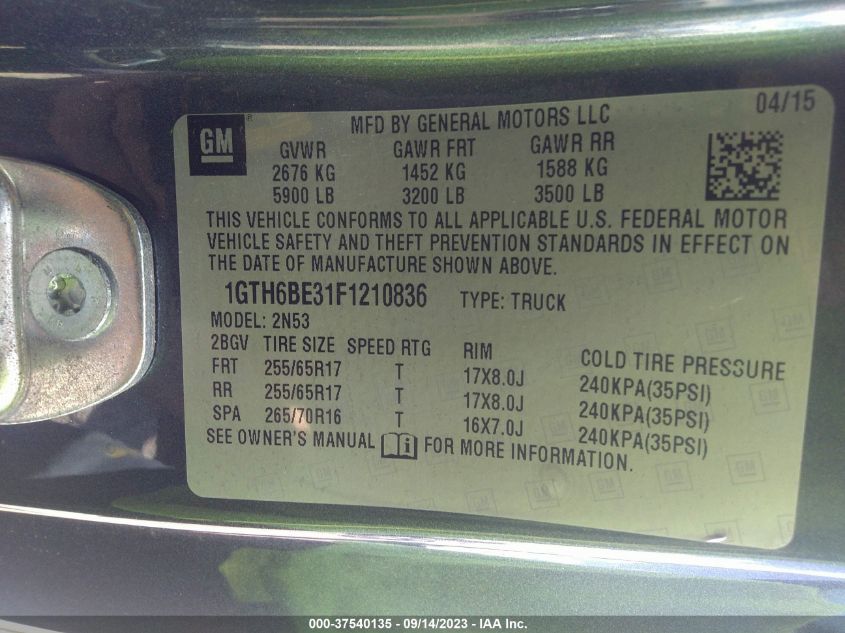 04/15
GM
MFD BY GENERAL MOTORS LLC
GVWR GAWR FRT GAWR RR
2676 KG 1452 KG 1588 KG
5900 LB 3200 LB 3500 LB
THIS VEHICLE CONFORMS TO ALL APPLICABLE U.S. FEDERAL MOTOR
VEHICLE SAFETY AND THEFT PREVENTION STANDARDS IN EFFECT ON
THE DATE OF MANUFACTURE SHOWN ABOVE.
1GTH6BE31F1210836 TYPE: TRUCK
MODEL: 2N53
2BGV TIRE SIZE SPEED RTG RIM COLD TIRE PRESSURE
FRT 255/65R17 T 17X8.0J 240KPA(35PSI)
RR 255/65R17 T 17X8.0J 240KPA(35PSI)
SPA 265/70R16 T 16X7.0J 240KPA(35PSI)
SEE OWNER'S MANUAL FOR MORE INFORMATION.
000-37540135 - 09/14/2023 - IAA Inc.